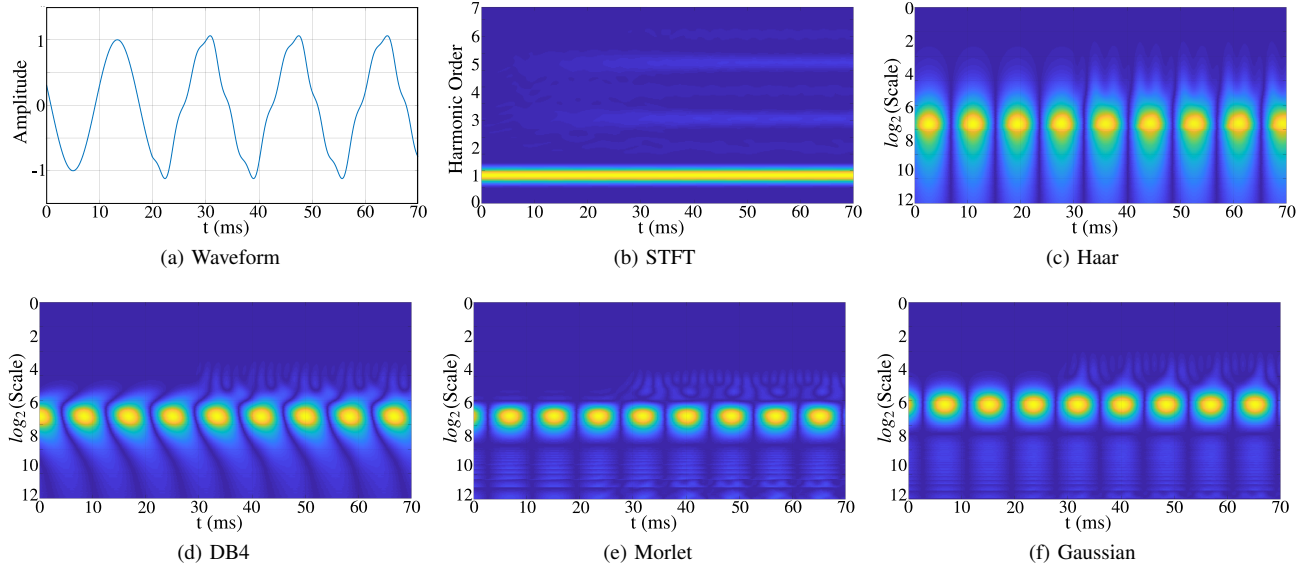 1
0
-1
Amplitude
0 10 20 30 40 50 60 70
t (ms)
(a) Waveform
7
6
5
4
3
2
1
0
Harmonic Order
0 10 20 30 40 50 60 70
t (ms)
(b) STFT
0
2
4
6
8
10
12
log2(Scale)
0 10 20 30 40 50 60 70
t (ms)
(c) Haar
0
2
4
6
8
10
12
log2(Scale)
0 10 20 30 40 50 60 70
t (ms)
(d) DB4
0
2
4
6
8
10
12
log2(Scale)
0 10 20 30 40 50 60 70
t (ms)
(e) Morlet
0
2
4
6
8
10
12
log2(Scale)
0 10 20 30 40 50 60 70
t (ms)
(f) Gaussian